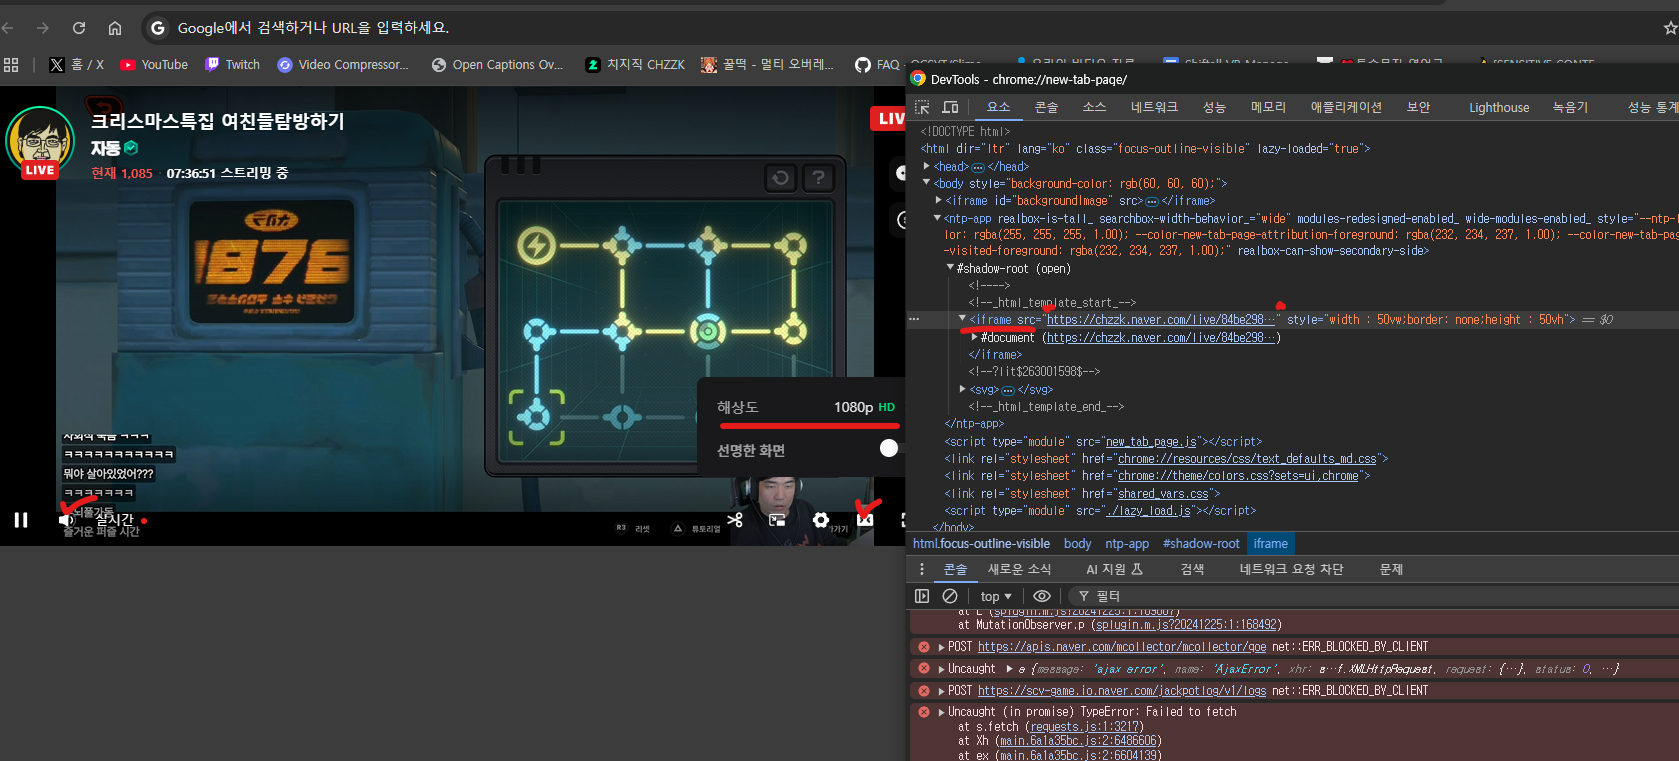 Google에서 검색하거나 URL을 입력하세요.
홈 / X
YouTube
Twitch
Video Compressor...
Open Captions Ov...
치지직 CHZZK
꿀떡 - 멀티 오버레...
FAQ
DevTools - chrome://new-tab-page/
요소
콘솔
소스
네트워크
성능
메모리
애플리케이션
보안
Lighthouse
녹음기
성능 통계
크리스마스특집 여친들탐방하기
자동
LIVE
현재 1,085 · 07:36:51 스트리밍 중
LIV
1876
?
해상도 1080p HD
선명한 화면
ㅋㅋㅋㅋㅋㅋㅋㅋㅋㅋㅋㅋ
뭐야 살아있었어???
ㅋㅋㅋㅋㅋㅋㅋ
뇌풀가동
즐거운 퍼즐 시간
실시간
R3 리셋
튜토리얼
<!DOCTYPE html>
<html dir="ltr" lang="ko" class="focus-outline-visible" lazy-loaded="true">
<head>…</head>
<body style="background-color: rgb(60, 60, 60);">
<iframe id="backgroundImage" src>…</iframe>
<ntp-app realbox-is-tall_ searchbox-width-behavior_="wide" modules-redesigned-enabled_ wide-modules-enabled_ style="--ntp-l
lor: rgba(255, 255, 255, 1.00); --color-new-tab-page-attribution-foreground: rgba(232, 234, 237, 1.00); --color-new-tab-pag
-visited-foreground: rgba(232, 234, 237, 1.00);" realbox-can-show-secondary-side>
#shadow-root (open)
<!---->
<!--_html_template_start_-->
<iframe src="https://chzzk.naver.com/live/84be298…" style="width : 50vw;border: none;height : 50vh"> == $0
#document (https://chzzk.naver.com/live/84be298…)
</iframe>
<!--?lit$263001598$-->
<svg>…</svg>
<!--_html_template_end_-->
</ntp-app>
<script type="module" src="new_tab_page.js"></script>
<link rel="stylesheet" href="chrome://resources/css/text_defaults_md.css">
<link rel="stylesheet" href="chrome://theme/colors.css?sets=ui,chrome">
<link rel="stylesheet" href="shared_vars.css">
<script type="module" src="./lazy_load.js"></script>
</body>
html.focus-outline-visible
body
ntp-app
#shadow-root
iframe
콘솔
새로운 소식
AI 지원
검색
네트워크 요청 차단
문제
top
필터
at MutationObserver.p (splugin.m.js?20241225:1:168492)
POST https://apis.naver.com/mcollector/mcollector/qoe net::ERR_BLOCKED_BY_CLIENT
Uncaught e {message: 'ajax error', name: 'AjaxError', xhr: s…f.XMLHttpRequest, request: {…}, status: 0, …}
POST https://scv-game.io.naver.com/jackpotlog/v1/logs net::ERR_BLOCKED_BY_CLIENT
Uncaught (in promise) TypeError: Failed to fetch
at s.fetch (requests.js:1:3217)
at Xh (main.6a1a35bc.js:2:6486606)
at ex (main.6a1a35bc.js:2:6604139)